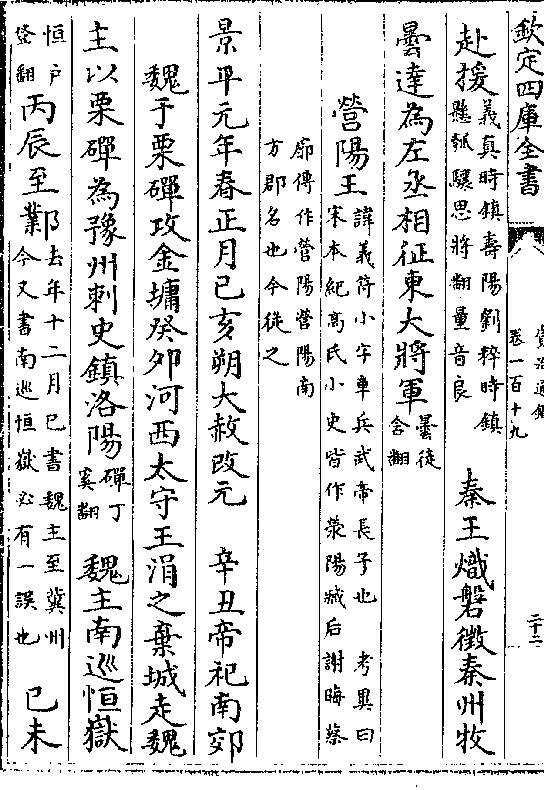 欽定四庫全書
資治通鑑
卷一百十九
二十二
赴援
義真時鎮壽陽劉粹時鎮
懸瓠驤思將翻量音良
秦王熾磐徵秦州牧
曇達為左丞相征東大將軍
曇徒
含翻
營陽王
諱義符小字車兵武帝長子也 考異曰
宋本紀高氏小史皆作滎陽臧后謝晦蔡
廓傳作營陽營陽南
方郡名也今従之
景平元年春正月已亥朔大赦改元 辛丑帝祀南郊
魏于栗磾攻金墉癸卯河西太守王涓之棄城走魏
主以栗磾為豫州刺史鎮洛陽
磾丁
奚翻
魏主南巡恒嶽
恒户
登翻
丙辰至鄴
去年十二月已書魏主至冀州
今又書南巡恒嶽必有一誤也
已未